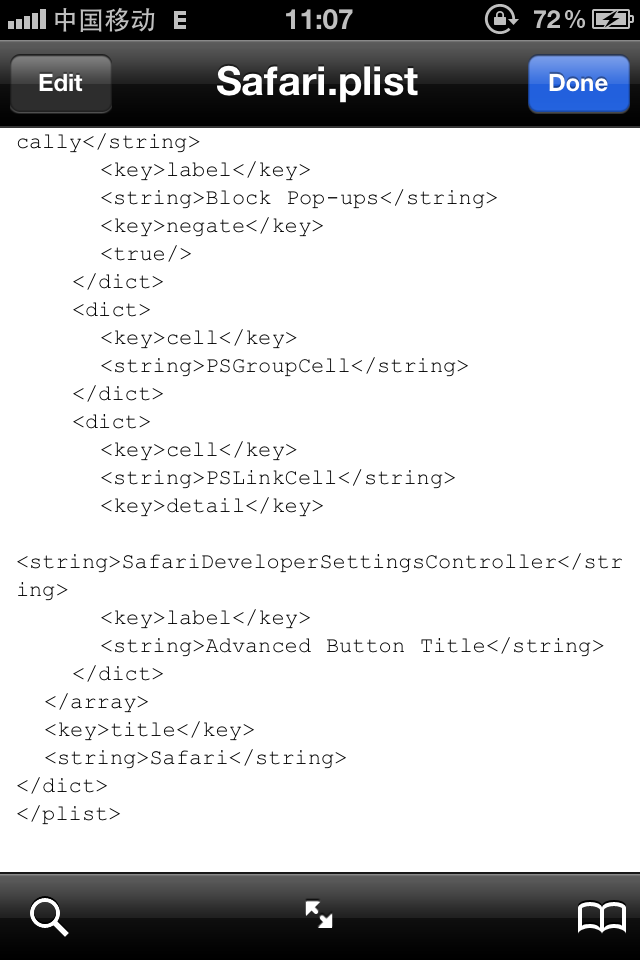 中国移动 E 11:07 72%
Edit Safari.plist Done
cally</string>
<key>label</key>
<string>Block Pop-ups</string>
<key>negate</key>
<true/>
</dict>
<dict>
<key>cell</key>
<string>PSGroupCell</string>
</dict>
<dict>
<key>cell</key>
<string>PSLinkCell</string>
<key>detail</key>
<string>SafariDeveloperSettingsController</str
ing>
<key>label</key>
<string>Advanced Button Title</string>
</dict>
</array>
<key>title</key>
<string>Safari</string>
</dict>
</plist>